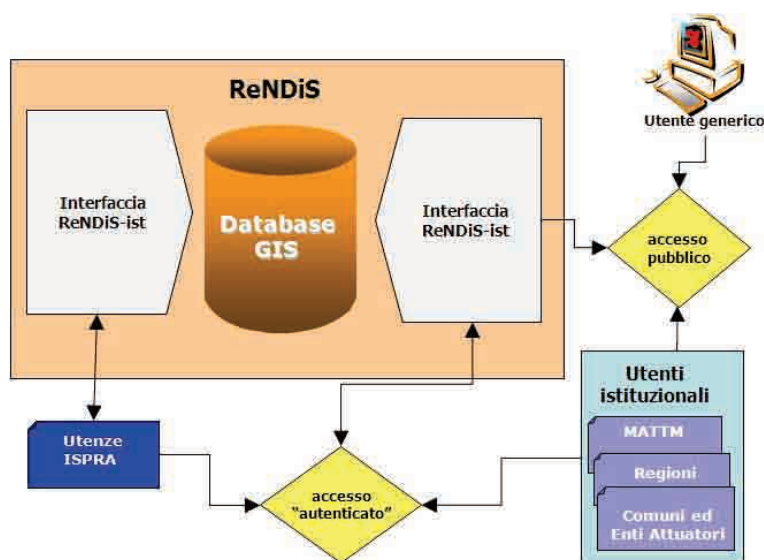 ReNDiS
Interfaccia
ReNDiS-ist
Database
GIS
Interfaccia
ReNDiS-ist
Utente generico
accesso
pubblico
Utenti
istituzionali
MATTM
Regioni
Comuni ed
Enti Attuatori
Utenze
ISPRA
accesso
"autenticato"